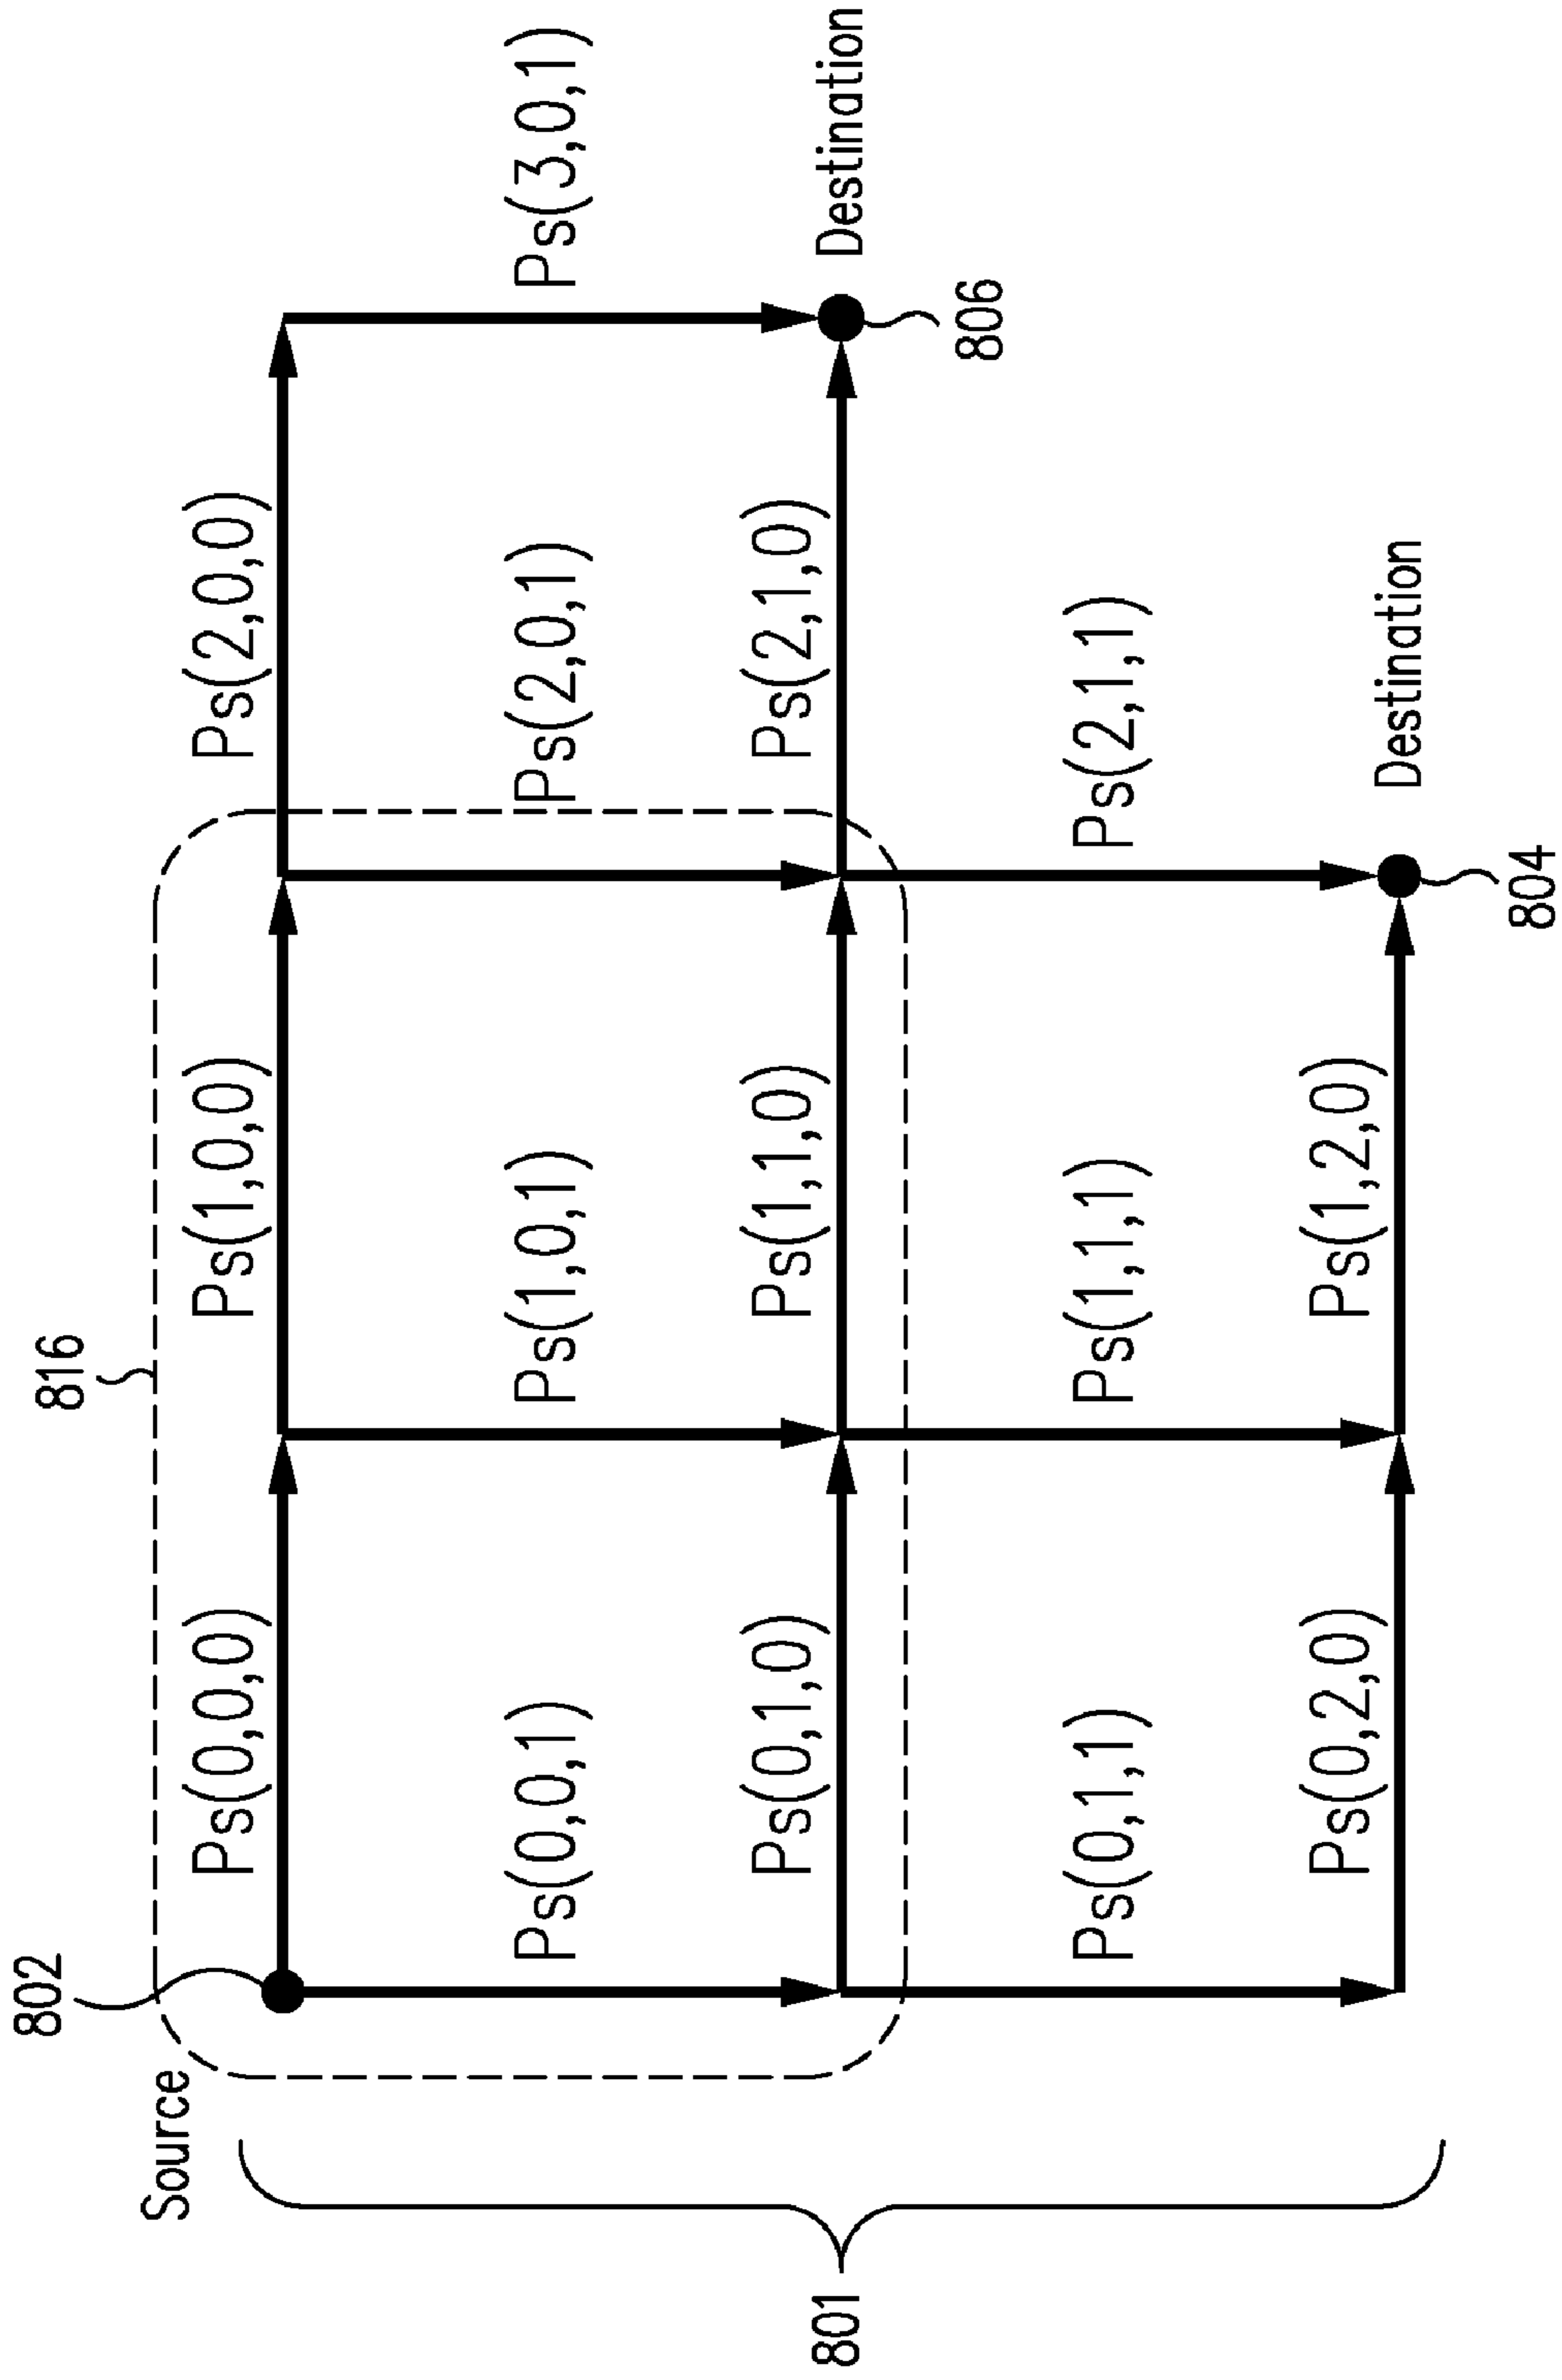 802
816
Source
Ps(0,0,0)
Ps(1,0,0)
Ps(2,0,0)
Ps(0,0,1)
Ps(1,0,1)
Ps(2,0,1)
Ps(3,0,1)
Ps(0,1,0)
Ps(1,1,0)
Ps(2,1,0)
801
Destination
806
Ps(0,1,1)
Ps(1,1,1)
Ps(2,1,1)
Ps(0,2,0)
Ps(1,2,0)
Destination
804